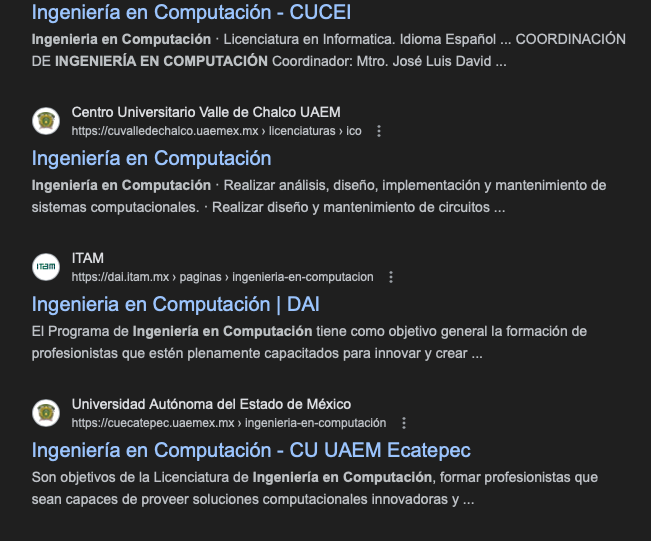 Ingeniería en Computación - CUCEI
Ingenieria en Computación · Licenciatura en Informatica. Idioma Español ... COORDINACIÓN
DE INGENIERÍA EN COMPUTACIÓN Coordinador: Mtro. José Luis David ...
Centro Universitario Valle de Chalco UAEM
https://cuvalledechalco.uaemex.mx › licenciaturas › ico
Ingeniería en Computación
Ingeniería en Computación · Realizar análisis, diseño, implementación y mantenimiento de
sistemas computacionales. · Realizar diseño y mantenimiento de circuitos ...
ITAM
ITAM
https://dai.itam.mx › paginas › ingenieria-en-computacion
Ingenieria en Computación | DAI
El Programa de Ingeniería en Computación tiene como objetivo general la formación de
profesionistas que estén plenamente capacitados para innovar y crear ...
Universidad Autónoma del Estado de México
https://cuecatepec.uaemex.mx › ingenieria-en-computación
Ingeniería en Computación - CU UAEM Ecatepec
Son objetivos de la Licenciatura de Ingeniería en Computación, formar profesionistas que
sean capaces de proveer soluciones computacionales innovadoras y ...